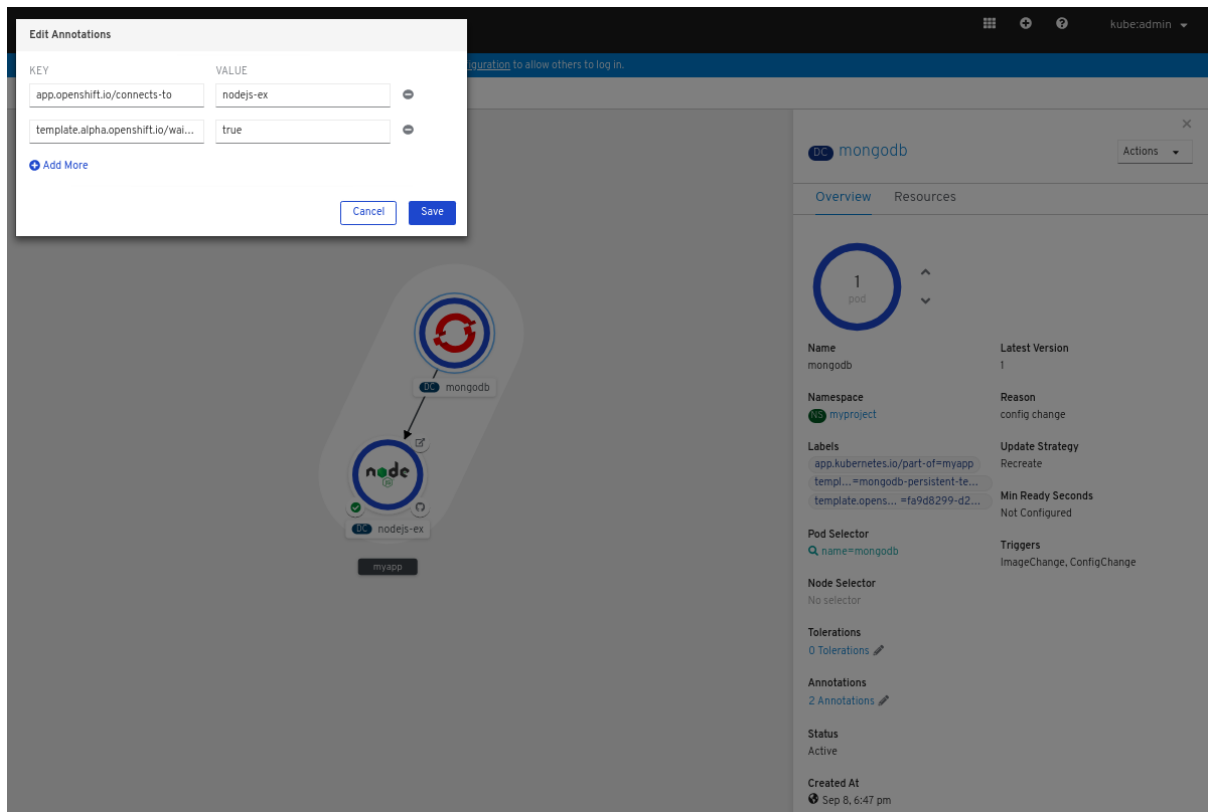 Edit Annotations
KEY VALUE
app.openshift.io/connects-to nodejs-ex
template.alpha.openshift.io/wai... true
Add More
Cancel Save
kube:admin
iguration to allow others to log in.
DC mongodb
node
JS
DC nodejs-ex
myapp
DC mongodb
Actions
Overview Resources
1
pod
Name
mongodb
Latest Version
1
Namespace
NS myproject
Reason
config change
Labels
app.kubernetes.io/part-of=myapp
templ...=mongodb-persistent-te...
template.opens... =fa9d8299-d2...
Update Strategy
Recreate
Min Ready Seconds
Not Configured
Pod Selector
name=mongodb
Triggers
ImageChange, ConfigChange
Node Selector
No selector
Tolerations
0 Tolerations
Annotations
2 Annotations
Status
Active
Created At
Sep 8, 6:47 pm